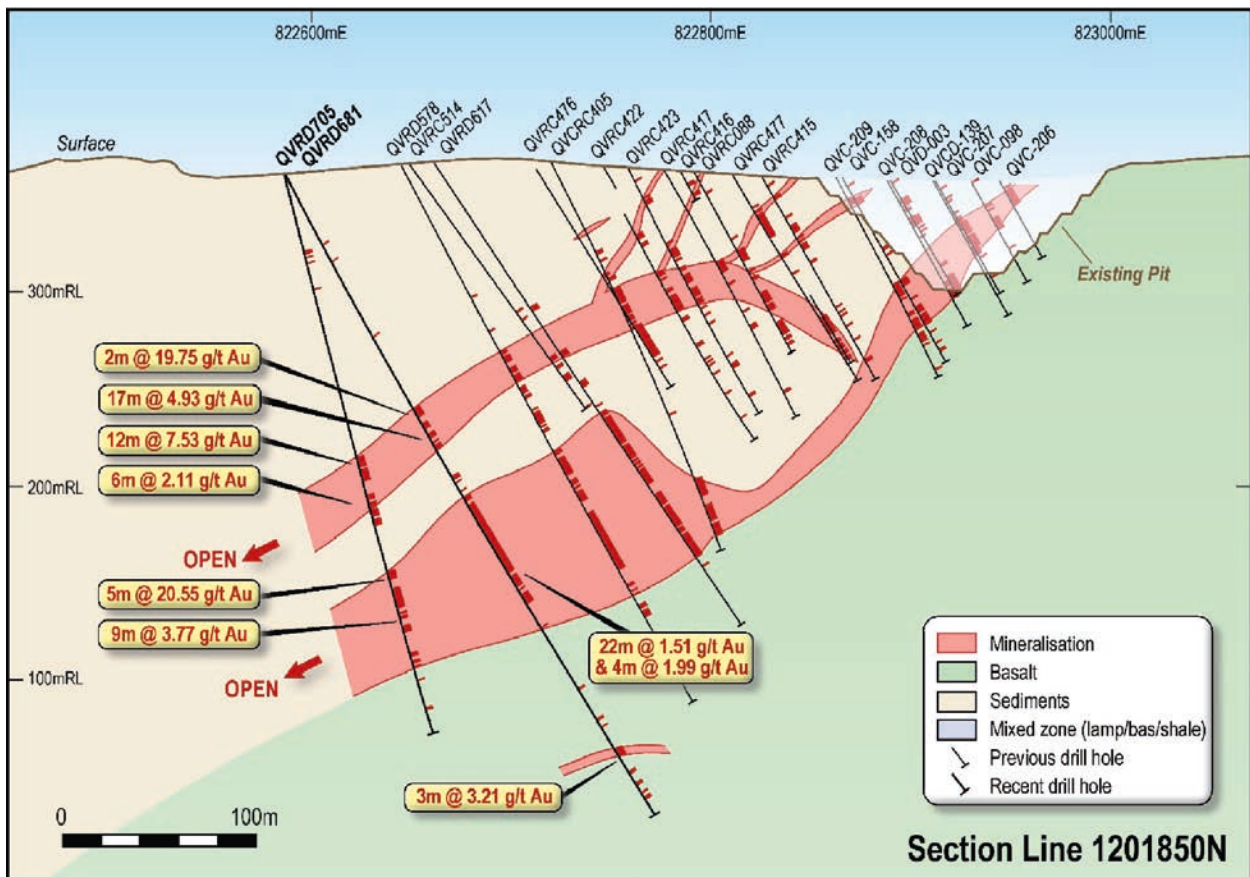 822600mE
822800mE
823000mE
Surface
QVRD705
QVRD681
QVRD578
QVRC514
QVRD617
QVRC476
QVCRC405
QVRC422
QVRC423
QVRC417
QVRC416
QVRC088
QVRC477
QVRC415
QVC-209
QVC-158
QVC-208
QVD-003
QVCD-139
QVC-207
QVC-098
QVC-206
Existing Pit
300mRL
2m @ 19.75 g/t Au
17m @ 4.93 g/t Au
12m @ 7.53 g/t Au
6m @ 2.11 g/t Au
200mRL
OPEN
5m @ 20.55 g/t Au
9m @ 3.77 g/t Au
22m @ 1.51 g/t Au
& 4m @ 1.99 g/t Au
100mRL
OPEN
3m @ 3.21 g/t Au
0
100m
Mineralisation
Basalt
Sediments
Mixed zone (lamp/bas/shale)
Previous drill hole
Recent drill hole
Section Line 1201850N